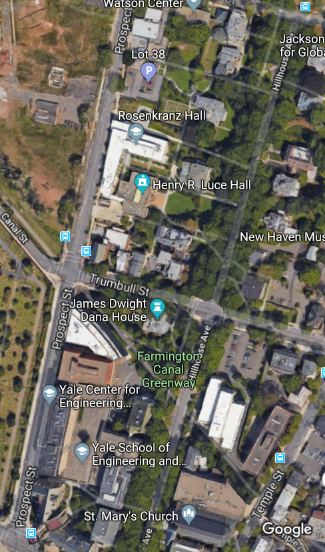 Watson Center
Prospect
Jackson
for Globa
Lot 38
P
Hillhouse Ave
Rosenkranz Hall
Henry R. Luce Hall
Canal St
New Haven Mus
Trumbull St
James Dwight
Dana House
Prospect St
Farmington
Canal
Greenway
Hillhouse Ave
Yale Center for
Engineering...
Yale School of
Engineering and...
Prospect St
St. Mary's Church
Ave
Temple St
Google